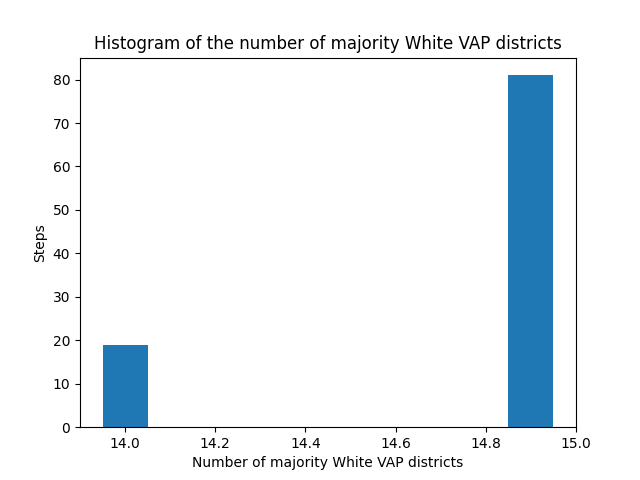 Histogram of the number of majority White VAP districts
80
70
60
50
40
30
20
10
0
Steps
14.0 14.2 14.4 14.6 14.8 15.0
Number of majority White VAP districts